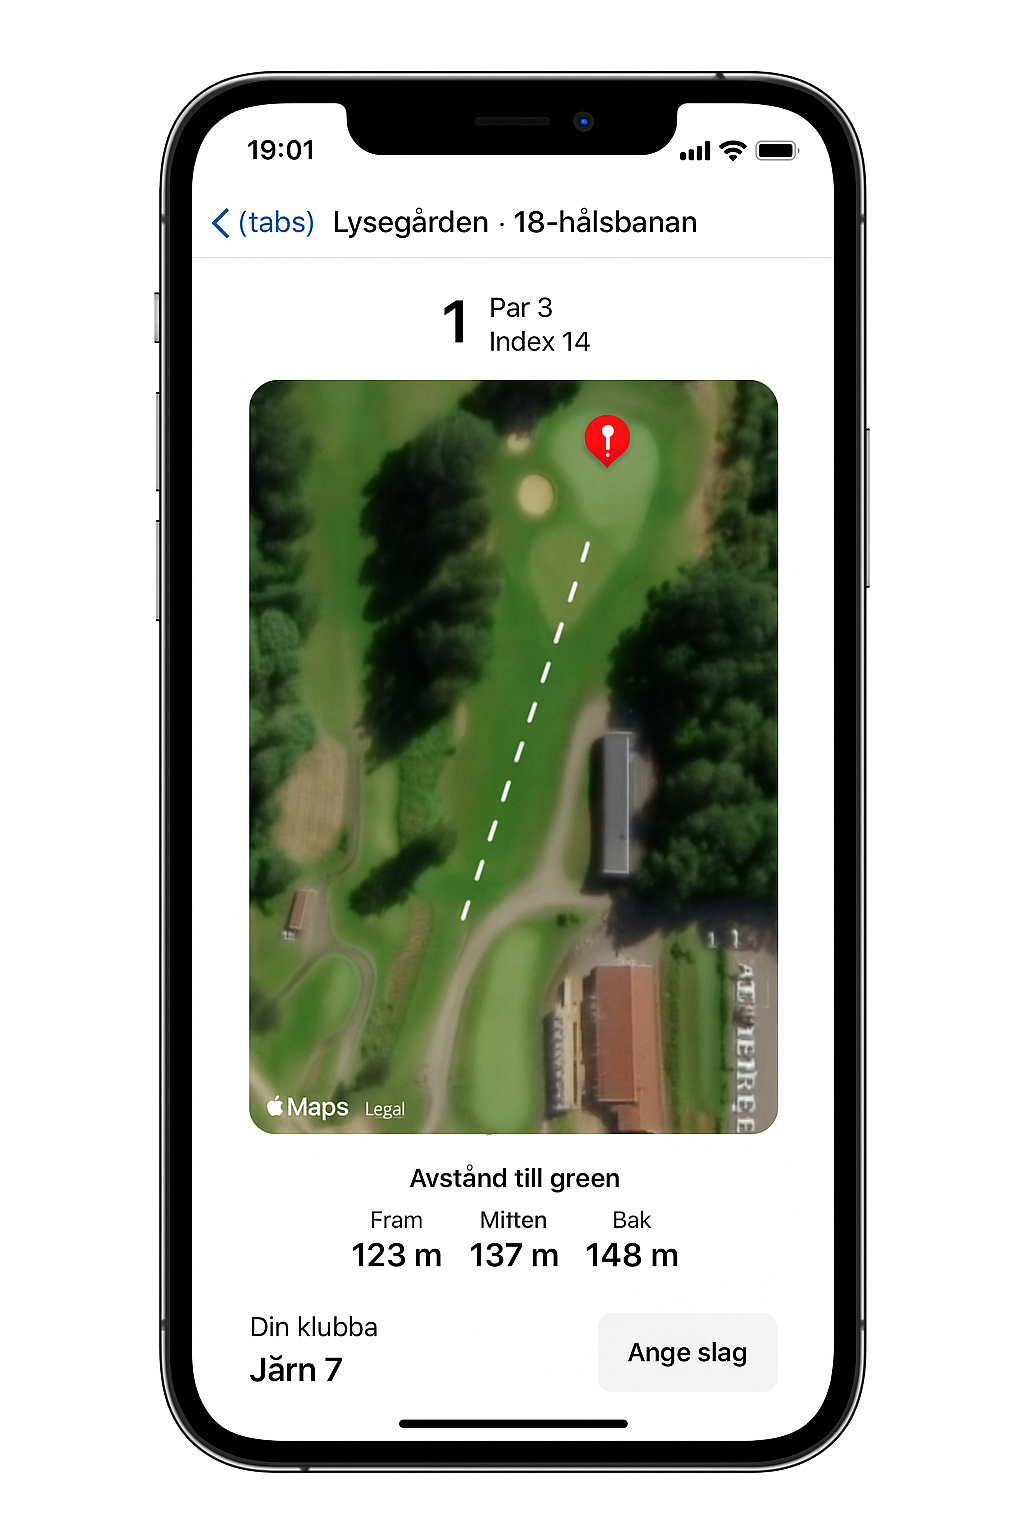 19:01
(tabs) Lysegården · 18-hålsbanan
1
Par 3
Index 14
Maps Legal
Avstånd till green
Fram Mitten Bak
123 m 137 m 148 m
Din klubba
Jărn 7
Ange slag